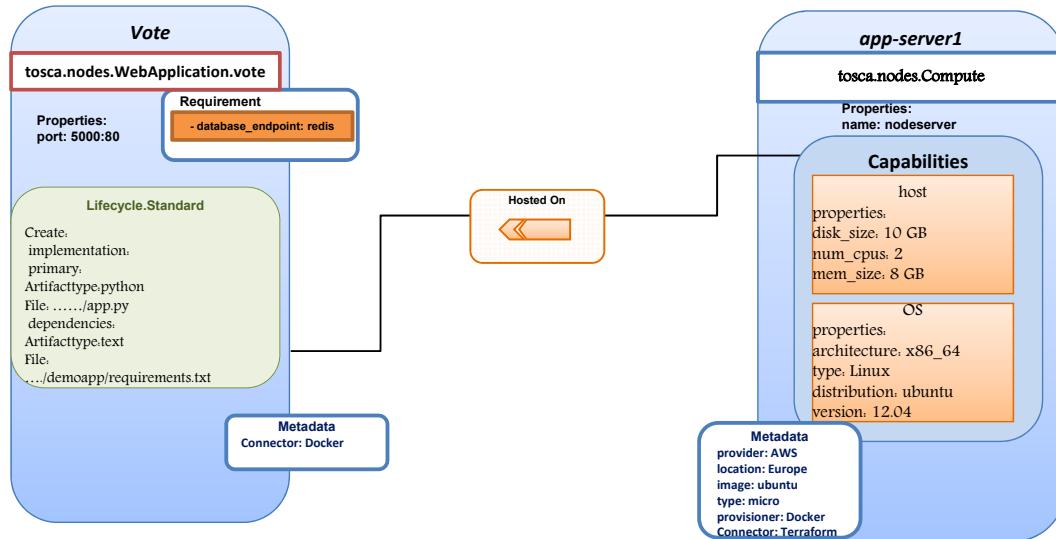 Vote
tosca.nodes.WebApplication.vote
Requirement
- database_endpoint: redis
Properties:
port: 5000:80
Lifecycle.Standard
Create:
implementation:
primary:
Artifacttype:python
File: ....../app.py
dependencies:
Artifacttype:text
File:
..../demoapp/requirements.txt
Metadata
Connector: Docker
Hosted On
app-server1
tosca.nodes.Compute
Properties:
name: nodeserver
Capabilities
host
properties:
disk_size: 10 GB
num_cpus: 2
mem_size: 8 GB
OS
properties:
architecture: x86_64
type: Linux
distribution: ubuntu
version: 12.04
Metadata
provider: AWS
location: Europe
image: ubuntu
type: micro
provisioner: Docker
Connector: Terraform